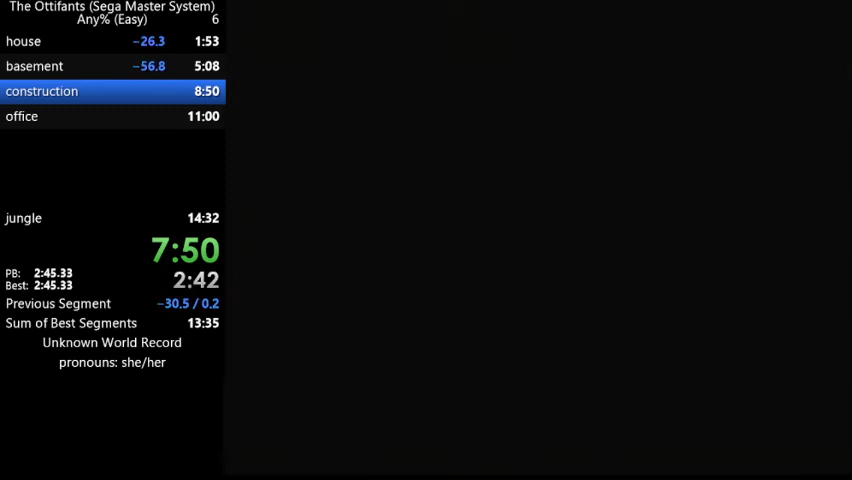 The Ottifants (Sega Master System)
Any% (Easy) 6
house −26.3 1:53
basement −56.8 5:08
construction 8:50
office 11:00
jungle 14:32
7:50
PB: 2:45.33
Best: 2:45.33 2:42
Previous Segment −30.5 / 0.2
Sum of Best Segments 13:35
Unknown World Record
pronouns: she/her